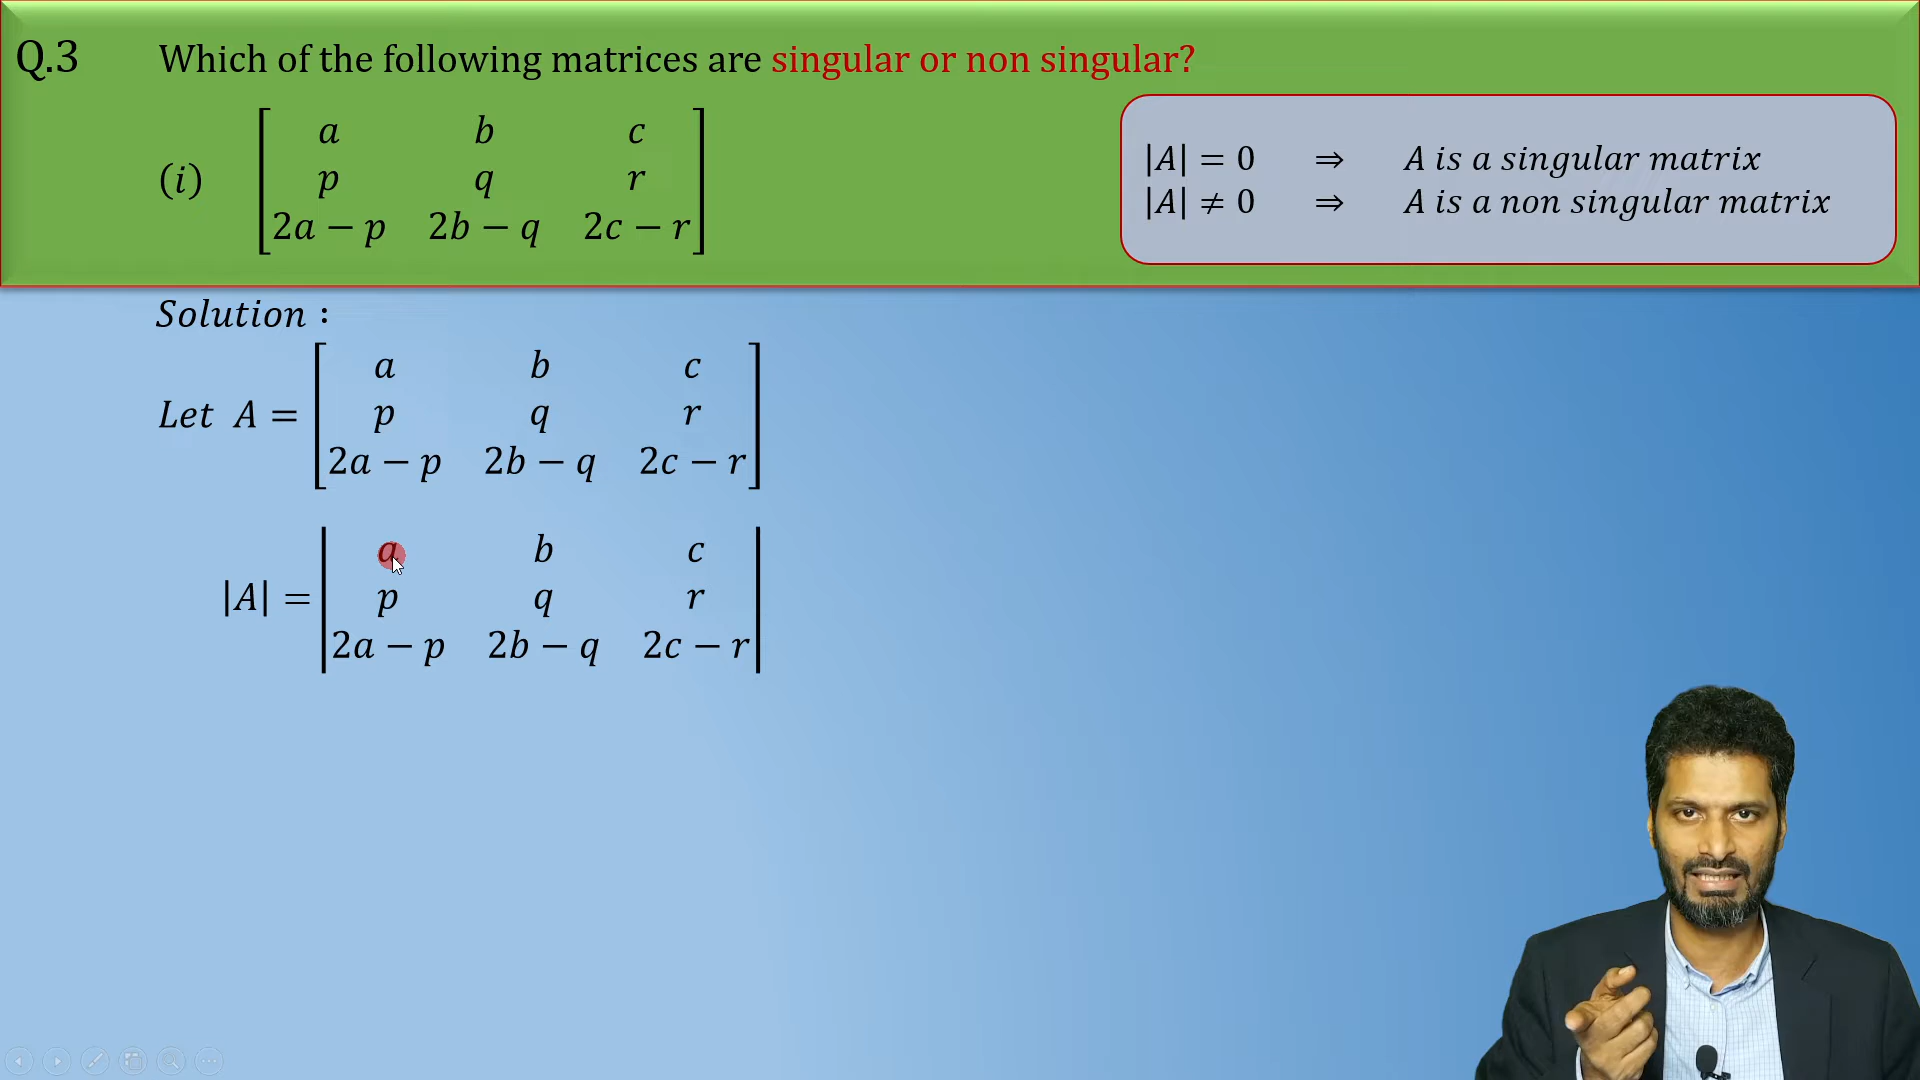 Q.3 Which of the following matrices are singular or non singular?
(i) [ a b c
p q r
2a − p 2b − q 2c − r ]
|A| = 0 ⇒ A is a singular matrix
|A| ≠ 0 ⇒ A is a non singular matrix
Solution :
Let A = [ a b c
p q r
2a − p 2b − q 2c − r ]
|A| = | a b c
p q r
2a − p 2b − q 2c − r |